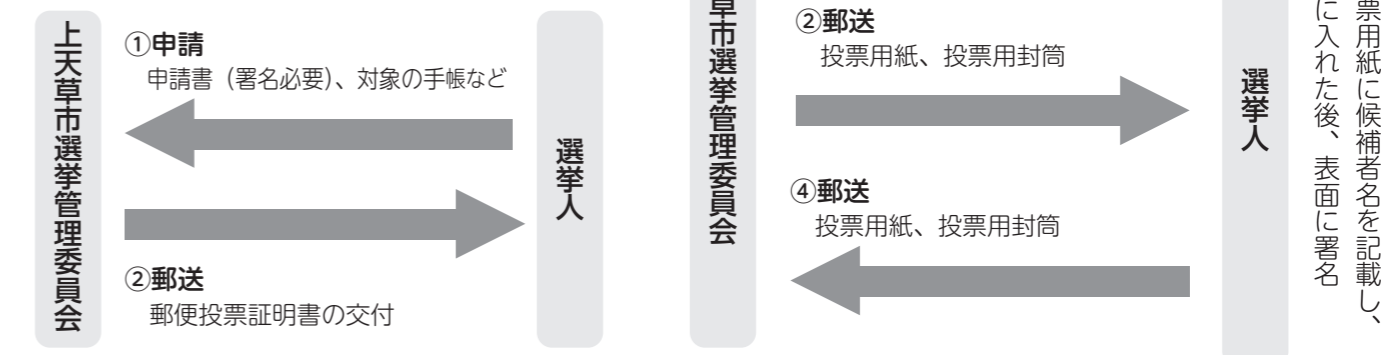 上天草市選挙管理委員会
①申請
申請書（署名必要）、対象の手帳など
②郵送
郵便投票証明書の交付
選挙人
草市選挙管理委員会
②郵送
投票用紙、投票用封筒
④郵送
投票用紙、投票用封筒
選挙人
票用紙に候補者名を記載し、
に入れた後、表面に署名